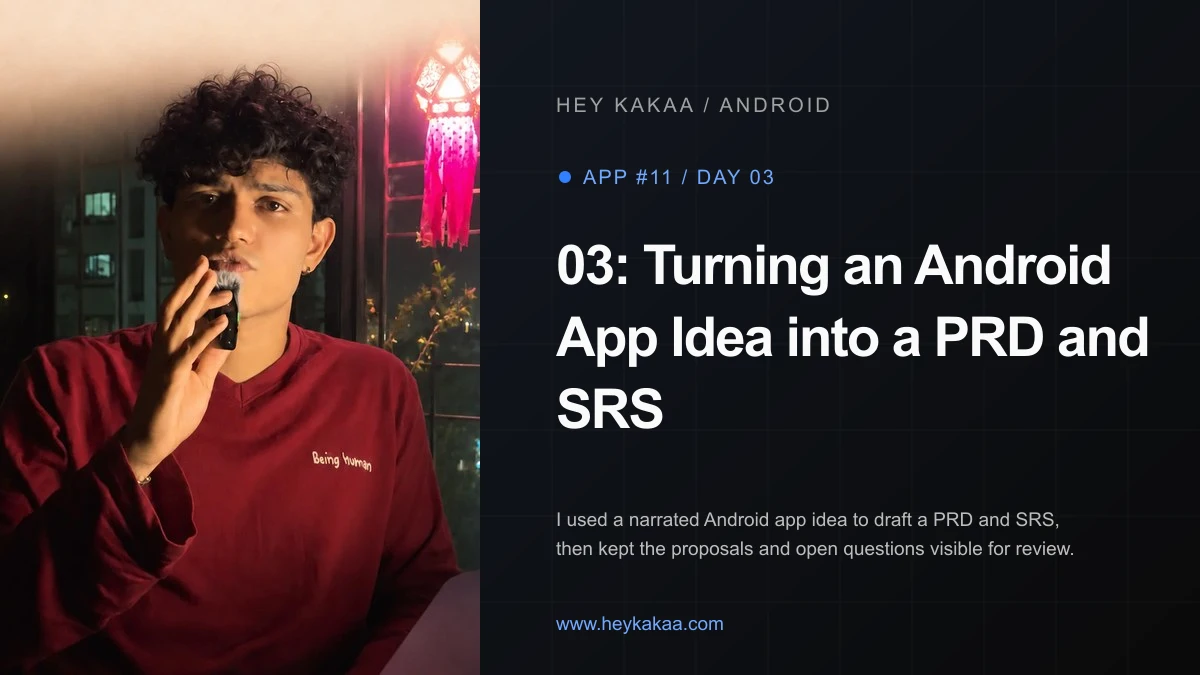 HEY KAKAA / ANDROID
APP #11 / DAY 03
03: Turning an Android
App Idea into a PRD and
SRS
Being human
I used a narrated Android app idea to draft a PRD and SRS,
then kept the proposals and open questions visible for review.
www.heykakaa.com